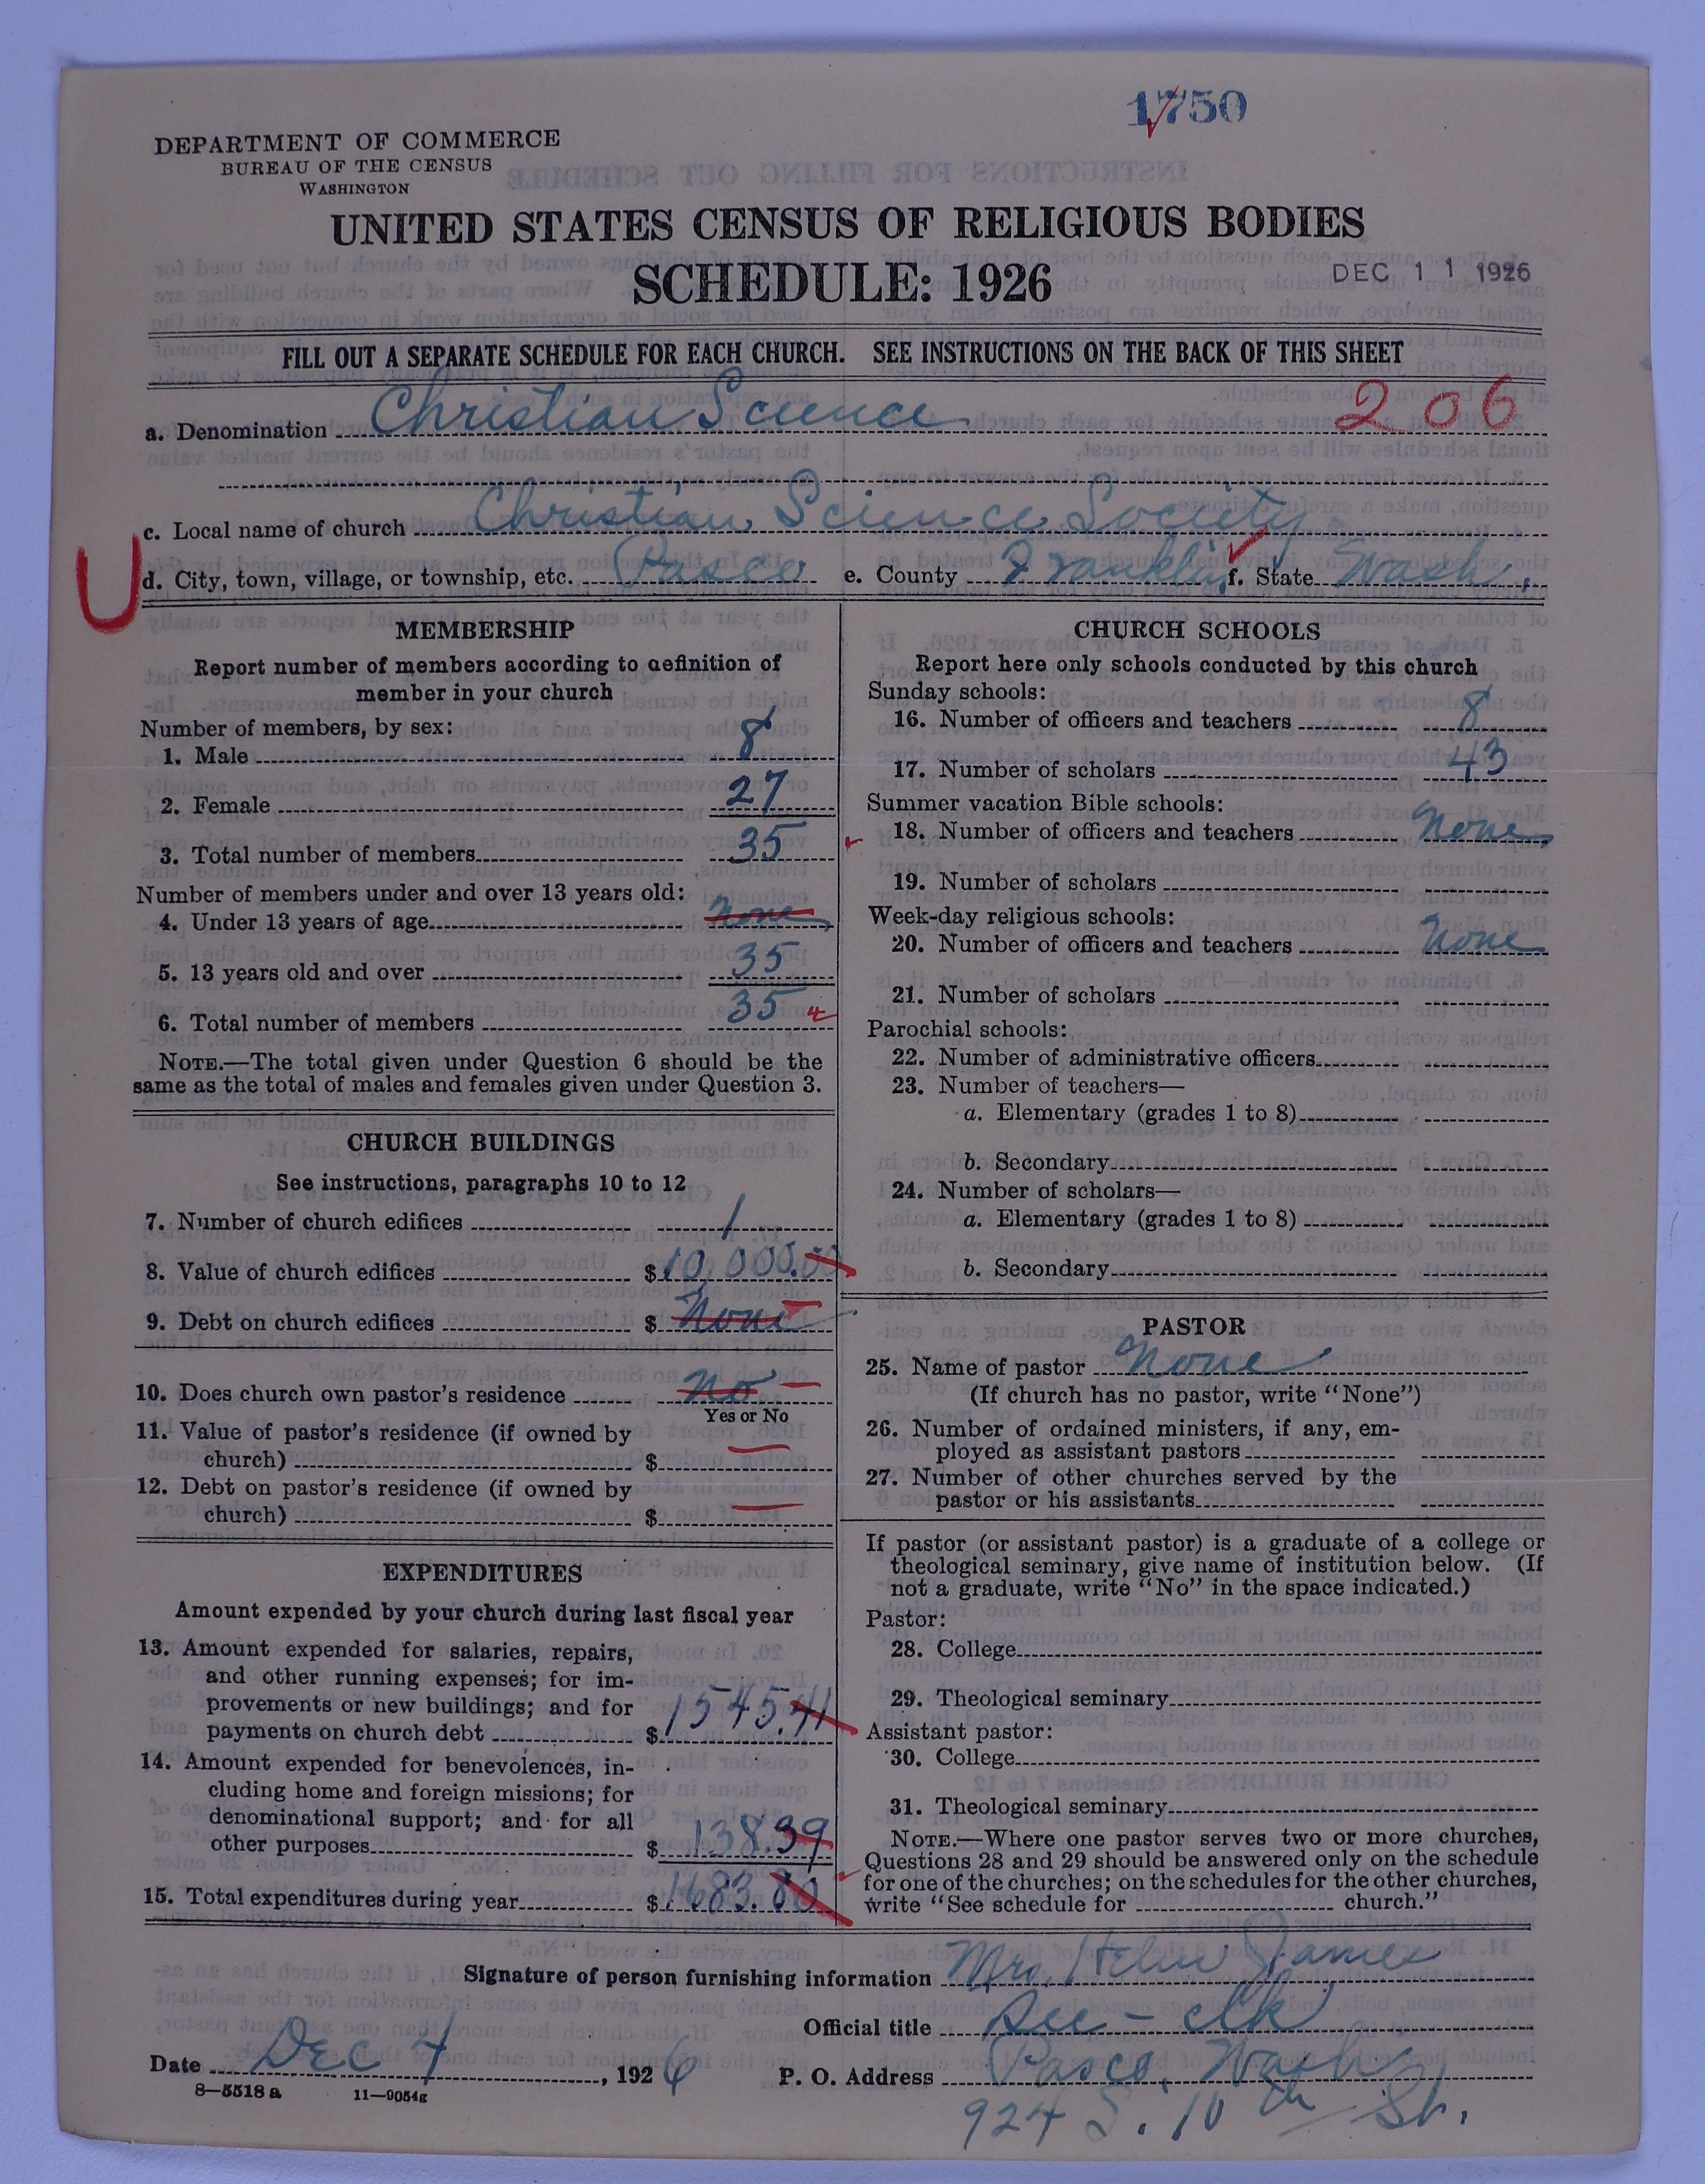 1750
DEPARTMENT OF COMMERCE
BUREAU OF THE CENSUS
WASHINGTON
UNITED STATES CENSUS OF RELIGIOUS BODIES
SCHEDULE: 1926
DEC 11 1926
FILL OUT A SEPARATE SCHEDULE FOR EACH CHURCH. SEE INSTRUCTIONS ON THE BACK OF THIS SHEET
206
a. Denomination Christian Science
c. Local name of church Christian Science Society
U
d. City, town, village, or township, etc. Pasco e. County Franklin f. State Wash.
MEMBERSHIP
Report number of members according to definition of
member in your church
Number of members, by sex:
1. Male 8
2. Female 27
3. Total number of members 35
Number of members under and over 13 years old:
4. Under 13 years of age None
5. 13 years old and over 35
6. Total number of members 35
NOTE.—The total given under Question 6 should be the
same as the total of males and females given under Question 3.
CHURCH BUILDINGS
See instructions, paragraphs 10 to 12
7. Number of church edifices 1
8. Value of church edifices $10,000.00
9. Debt on church edifices $ None
10. Does church own pastor's residence No
Yes or No
11. Value of pastor's residence (if owned by
church) $
12. Debt on pastor's residence (if owned by
church) $
EXPENDITURES
Amount expended by your church during last fiscal year
13. Amount expended for salaries, repairs,
and other running expenses; for im-
provements or new buildings; and for
payments on church debt $1545.41
14. Amount expended for benevolences, in-
cluding home and foreign missions; for
denominational support; and for all
other purposes $138.39
15. Total expenditures during year $1683.80
CHURCH SCHOOLS
Report here only schools conducted by this church
Sunday schools:
16. Number of officers and teachers 8
17. Number of scholars 43
Summer vacation Bible schools:
18. Number of officers and teachers None
19. Number of scholars
Week-day religious schools:
20. Number of officers and teachers None
21. Number of scholars
Parochial schools:
22. Number of administrative officers
23. Number of teachers—
a. Elementary (grades 1 to 8)
b. Secondary
24. Number of scholars—
a. Elementary (grades 1 to 8)
b. Secondary
PASTOR
25. Name of pastor None
(If church has no pastor, write "None")
26. Number of ordained ministers, if any, em-
ployed as assistant pastors
27. Number of other churches served by the
pastor or his assistants
If pastor (or assistant pastor) is a graduate of a college or
theological seminary, give name of institution below. (If
not a graduate, write "No" in the space indicated.)
Pastor:
28. College
29. Theological seminary
Assistant pastor:
30. College
31. Theological seminary
NOTE.—Where one pastor serves two or more churches,
Questions 28 and 29 should be answered only on the schedule
for one of the churches; on the schedules for the other churches,
write "See schedule for church."
Signature of person furnishing information Mrs. Helen James
Official title Sec - clk
Date Dec 4, 1926 P. O. Address Pasco, Wash
8—5518 a 11—9054g
924 S. 10th St.